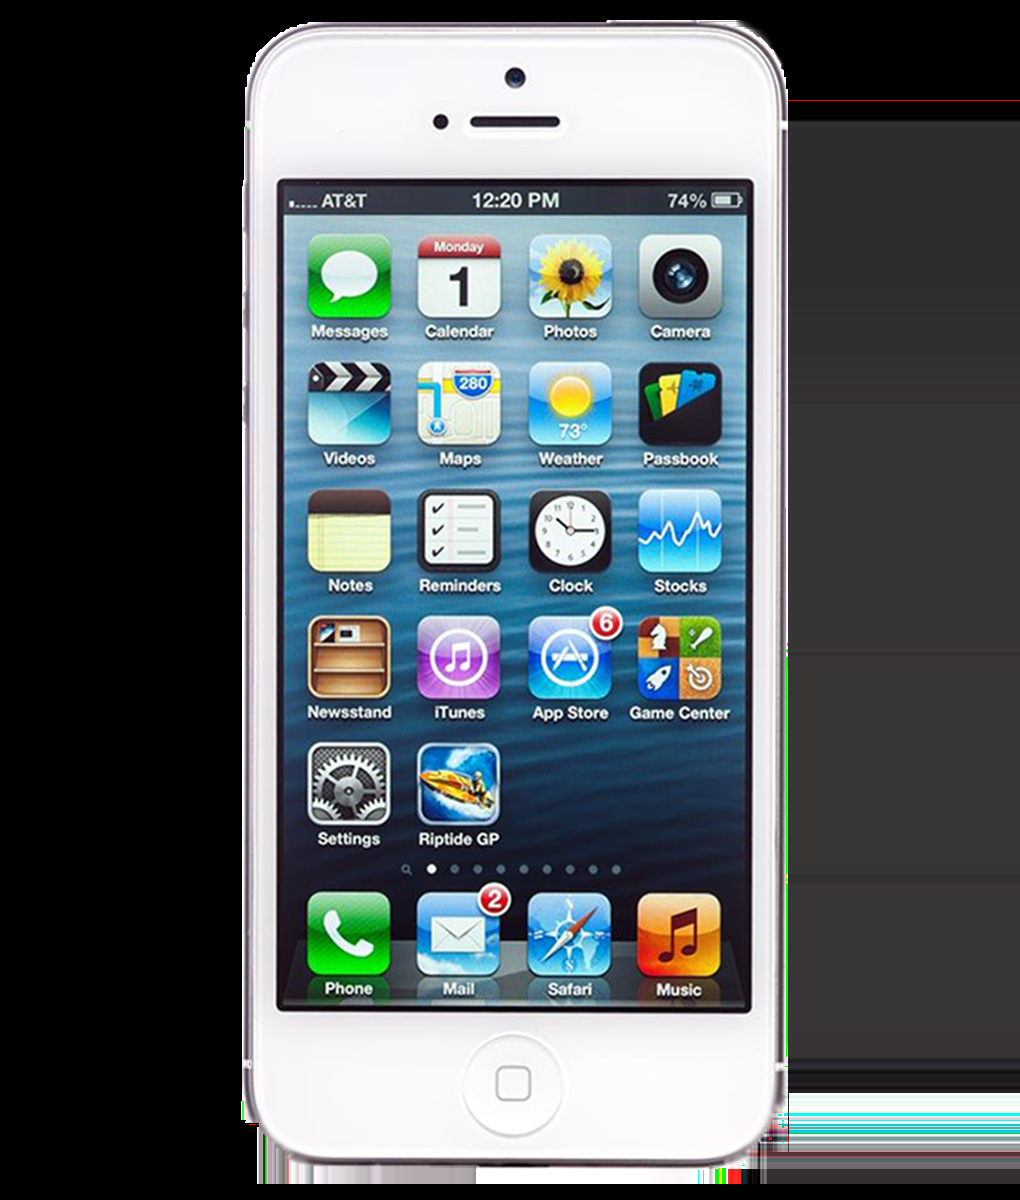 AT&T 12:20 PM 74%
Monday
1
Messages Calendar Photos Camera
280
73°
Videos Maps Weather Passbook
Notes Reminders Clock Stocks
6
Newsstand iTunes App Store Game Center
Settings Riptide GP
2
Phone Mail Safari Music